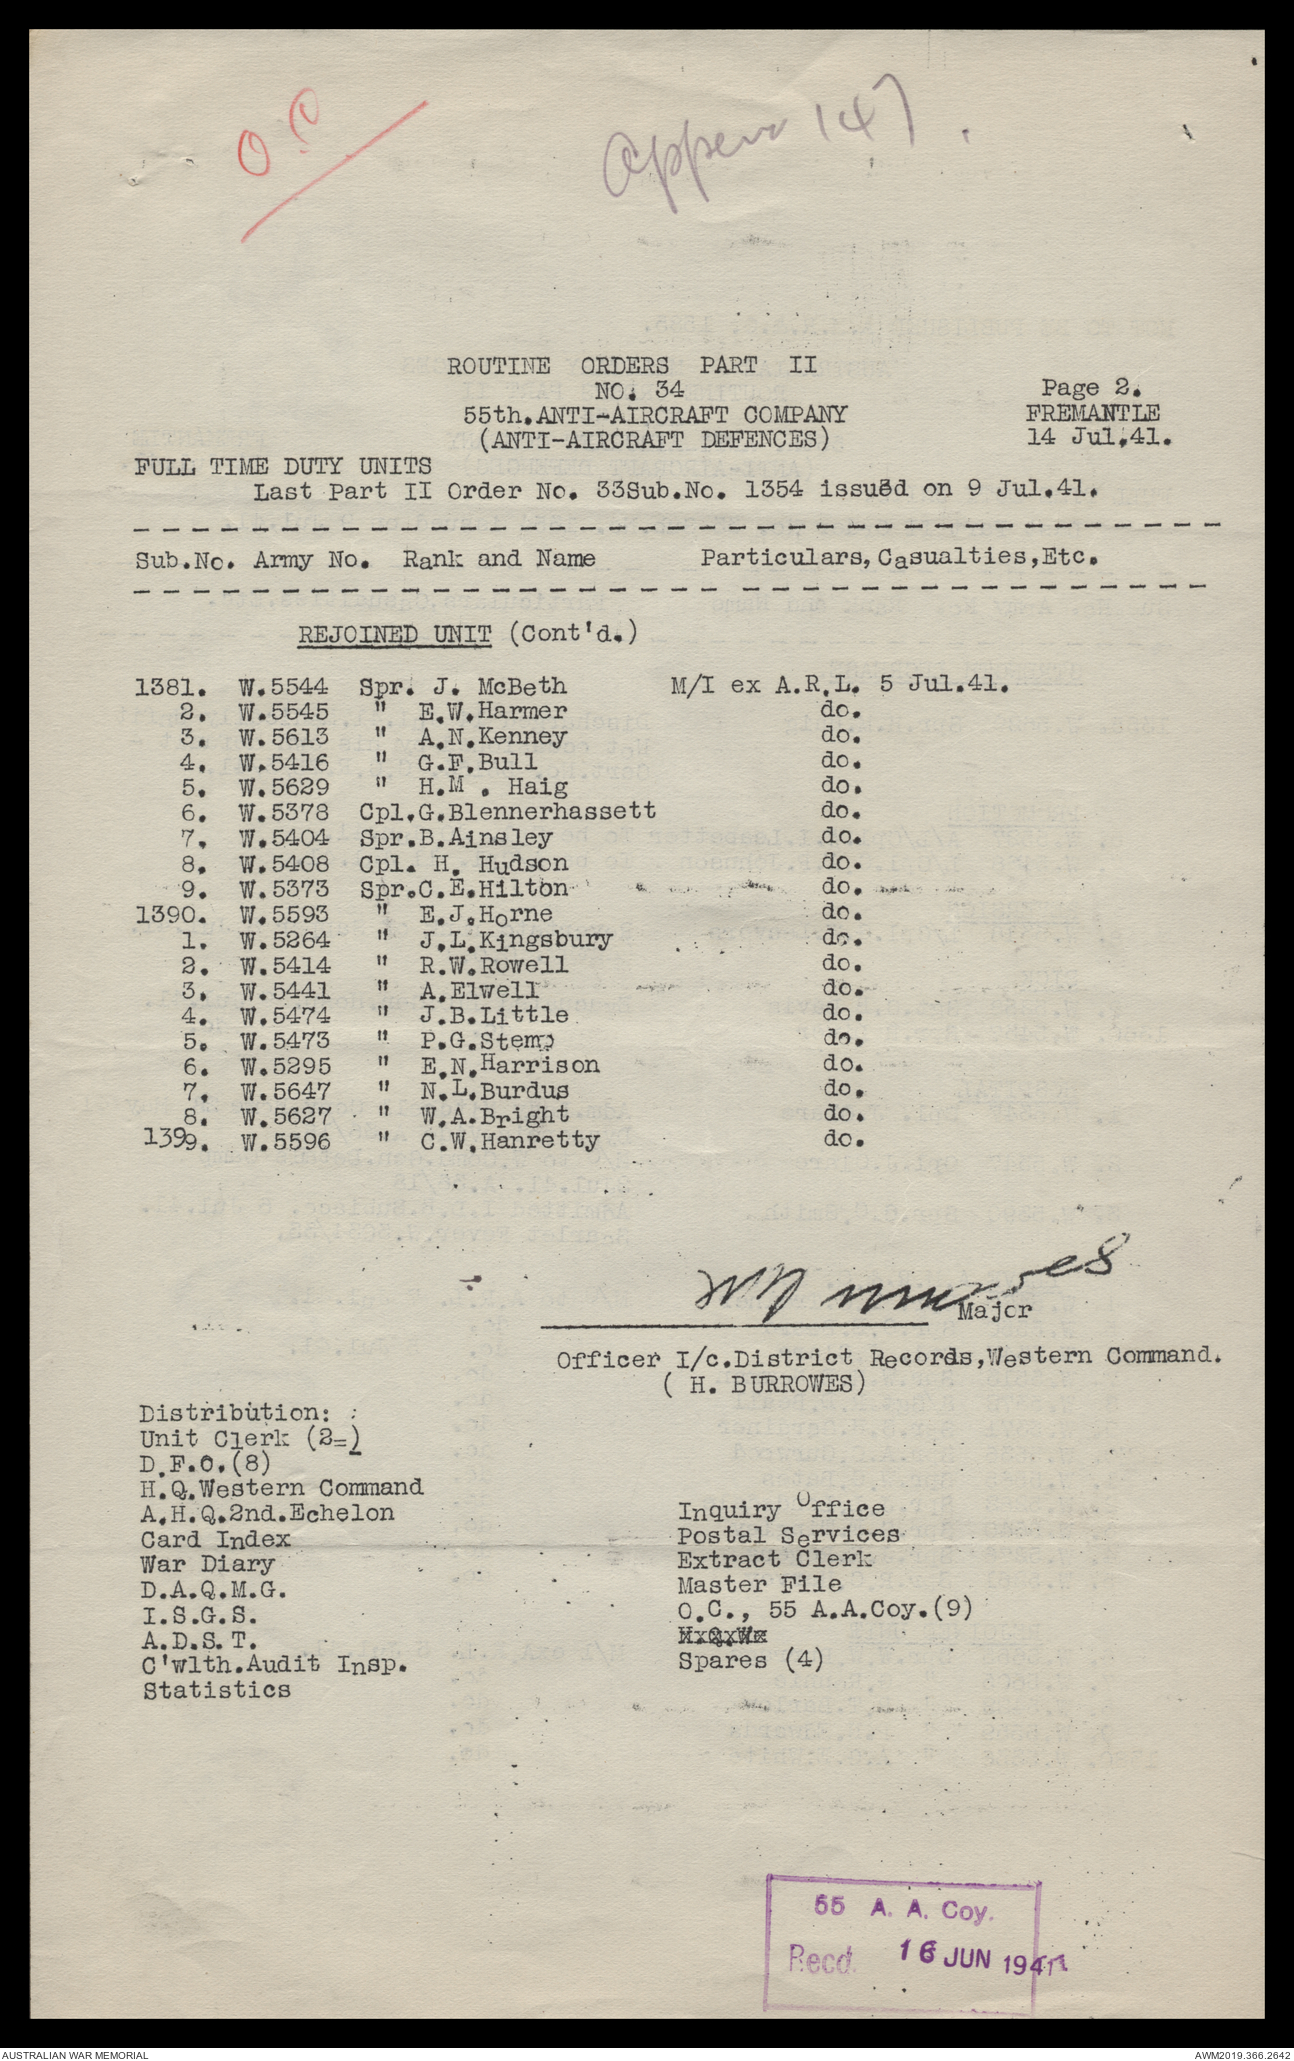 O.C
Appen 147.
ROUTINE ORDERS PART II
NO. 34 Page 2.
55th.ANTI-AIRCRAFT COMPANY FREMANTLE
(ANTI-AIRCRAFT DEFENCES) 14 Jul.41.
FULL TIME DUTY UNITS
Last Part II Order No. 33Sub.No. 1354 issued on 9 Jul.41.
Sub.No. Army No. Rank and Name Particulars,Casualties,Etc.
REJOINED UNIT (Cont'd.)
1381. W.5544 Spr. J. McBeth M/I ex A.R.L. 5 Jul.41.
2. W.5545 " E.W.Harmer do.
3. W.5613 " A.N.Kenney do.
4. W.5416 " G.F.Bull do.
5. W.5629 " H.M . Haig do.
6. W.5378 Cpl.G.Blennerhassett do.
7. W.5404 Spr.B.Ainsley do.
8. W.5408 Cpl. H. Hudson do.
9. W.5373 Spr.C.E.Hilton do.
1390. W.5593 " E.J.Horne do.
1. W.5264 " J.L.Kingsbury do.
2. W.5414 " R.W.Rowell do.
3. W.5441 " A.Elwell do.
4. W.5474 " J.B.Little do.
5. W.5473 " P.G.Stemp do.
6. W.5295 " E.N.Harrison do.
7. W.5647 " N.L.Burdus do.
8. W.5627 " W.A.Bright do.
1399. W.5596 " C.W.Hanretty do.
Major
Officer I/c.District Records,Western Command.
( H. BURROWES)
Distribution:
Unit Clerk (2=)
D.F.O.(8)
H.Q.Western Command
A.H.Q.2nd.Echelon
Card Index
War Diary
D.A.Q.M.G.
I.S.G.S.
A.D.S.T.
C'wlth.Audit Insp.
Statistics
Inquiry Office
Postal Services
Extract Clerk
Master File
O.C., 55 A.A.Coy.(9)
HxQxWx
Spares (4)
55 A. A. Coy.
Recd. 16 JUN 1941
AUSTRALIAN WAR MEMORIAL AWM2019.366.2642